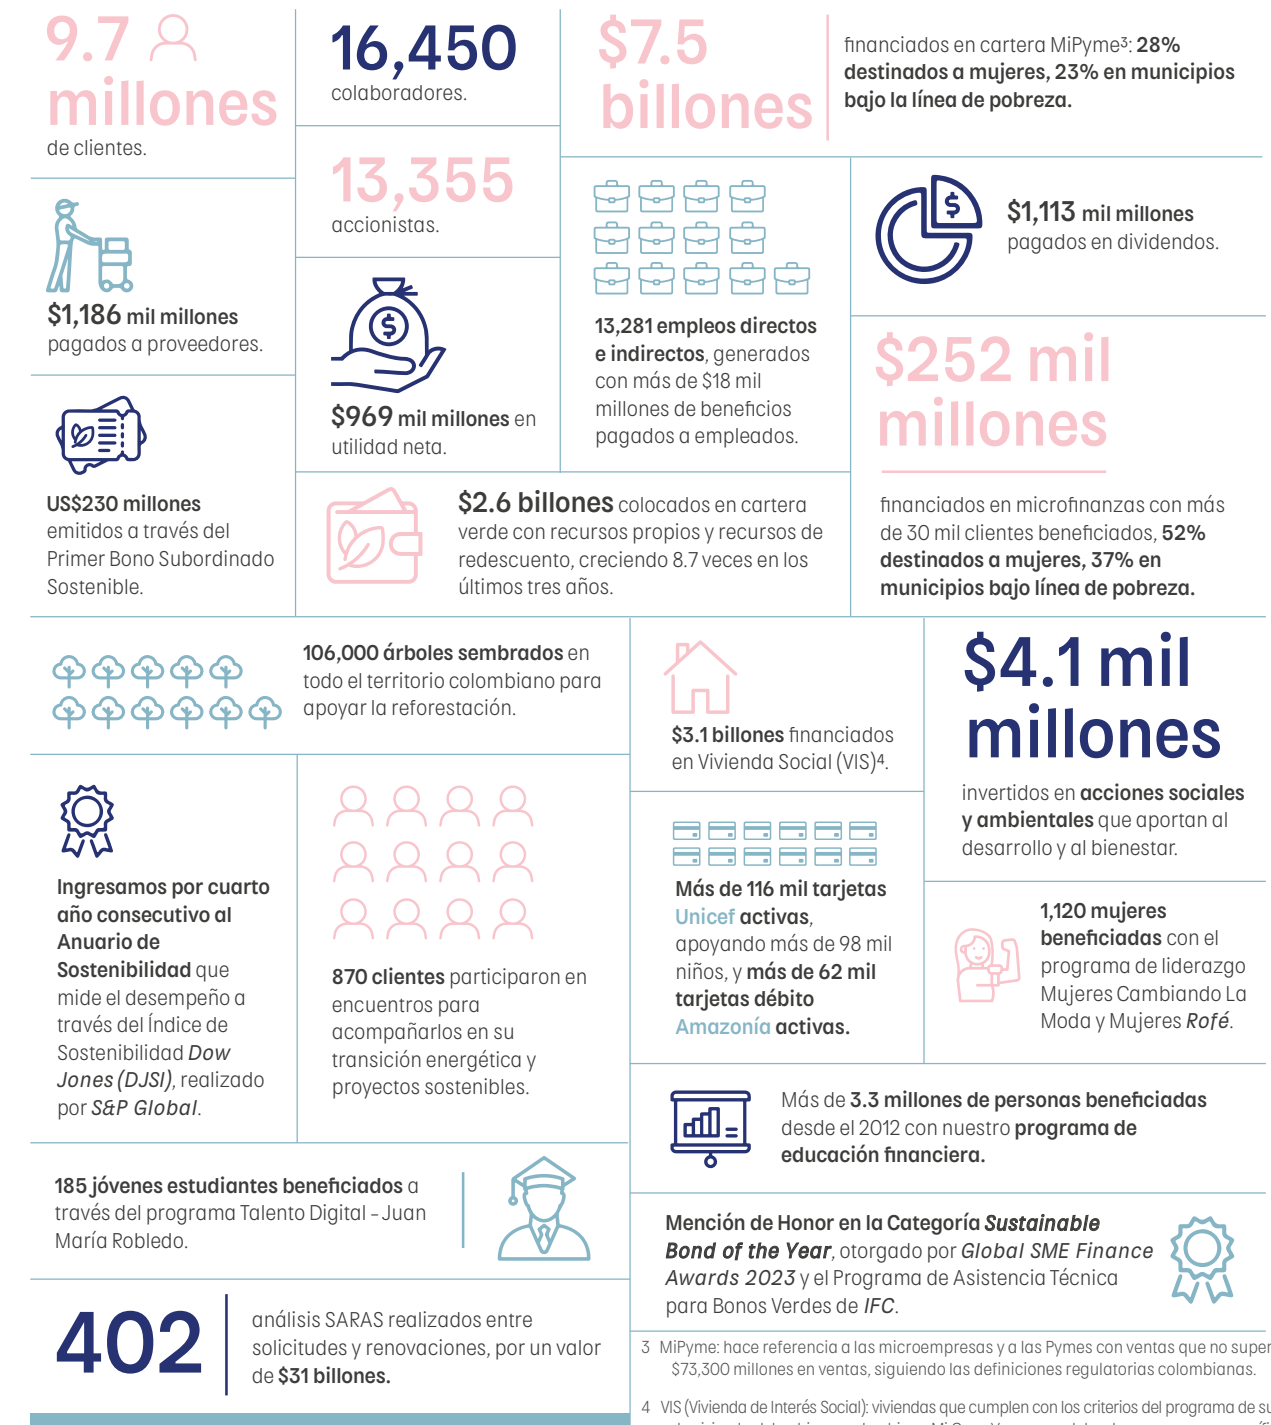 9.7
millones
de clientes.
16,450
colaboradores.
$7.5
billones
financiados en cartera MiPyme³: 28%
destinados a mujeres, 23% en municipios
bajo la línea de pobreza.
13,355
accionistas.
$1,186 mil millones
pagados a proveedores.
$969 mil millones en
utilidad neta.
13,281 empleos directos
e indirectos, generados
con más de $18 mil
millones de beneficios
pagados a empleados.
$1,113 mil millones
pagados en dividendos.
$252 mil
millones
financiados en microfinanzas con más
de 30 mil clientes beneficiados, 52%
destinados a mujeres, 37% en
municipios bajo línea de pobreza.
US$230 millones
emitidos a través del
Primer Bono Subordinado
Sostenible.
$2.6 billones colocados en cartera
verde con recursos propios y recursos de
redescuento, creciendo 8.7 veces en los
últimos tres años.
106,000 árboles sembrados en
todo el territorio colombiano para
apoyar la reforestación.
$3.1 billones financiados
en Vivienda Social (VIS)⁴.
$4.1 mil
millones
invertidos en acciones sociales
y ambientales que aportan al
desarrollo y al bienestar.
Ingresamos por cuarto
año consecutivo al
Anuario de
Sostenibilidad que
mide el desempeño a
través del Índice de
Sostenibilidad Dow
Jones (DJSI), realizado
por S&P Global.
870 clientes participaron en
encuentros para
acompañarlos en su
transición energética y
proyectos sostenibles.
Más de 116 mil tarjetas
Unicef activas,
apoyando más de 98 mil
niños, y más de 62 mil
tarjetas débito
Amazonía activas.
1,120 mujeres
beneficiadas con el
programa de liderazgo
Mujeres Cambiando La
Moda y Mujeres Rofé.
Más de 3.3 millones de personas beneficiadas
desde el 2012 con nuestro programa de
educación financiera.
185 jóvenes estudiantes beneficiados a
través del programa Talento Digital - Juan
María Robledo.
Mención de Honor en la Categoría Sustainable
Bond of the Year, otorgado por Global SME Finance
Awards 2023 y el Programa de Asistencia Técnica
para Bonos Verdes de IFC.
402
análisis SARAS realizados entre
solicitudes y renovaciones, por un valor
de $31 billones.
3 MiPyme: hace referencia a las microempresas y a las Pymes con ventas que no super
$73,300 millones en ventas, siguiendo las definiciones regulatorias colombianas.
4 VIS (Vivienda de Interés Social): viviendas que cumplen con los criterios del programa de su